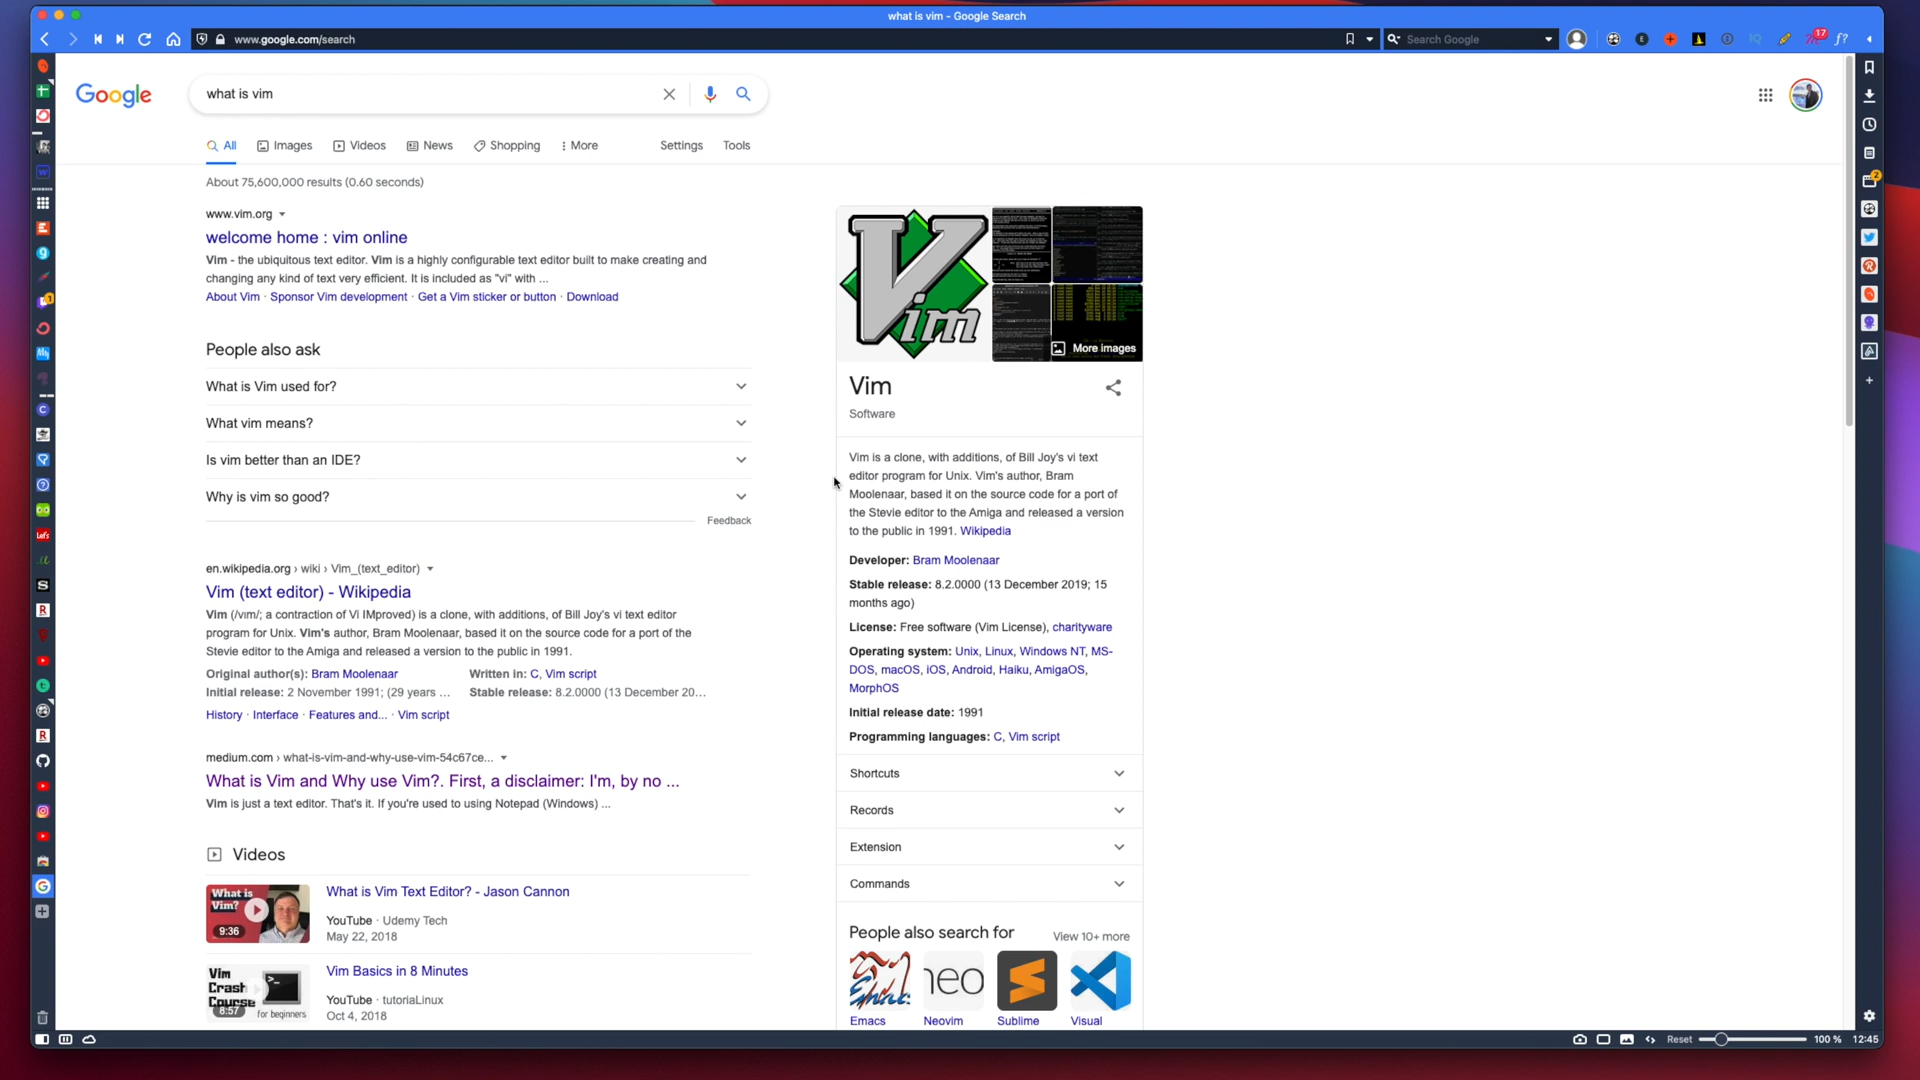 what is vim - Google Search
www.google.com/search
Search Google
17
f?
Google
what is vim
All
Images
Videos
News
Shopping
More
Settings
Tools
About 75,600,000 results (0.60 seconds)
www.vim.org
welcome home : vim online
Vim - the ubiquitous text editor. Vim is a highly configurable text editor built to make creating and
changing any kind of text very efficient. It is included as "vi" with ...
About Vim · Sponsor Vim development · Get a Vim sticker or button · Download
People also ask
What is Vim used for?
What vim means?
Is vim better than an IDE?
Why is vim so good?
Feedback
en.wikipedia.org › wiki › Vim_(text_editor)
Vim (text editor) - Wikipedia
Vim (/vɪm/; a contraction of Vi IMproved) is a clone, with additions, of Bill Joy's vi text editor
program for Unix. Vim's author, Bram Moolenaar, based it on the source code for a port of the
Stevie editor to the Amiga and released a version to the public in 1991.
Original author(s): Bram Moolenaar
Written in: C, Vim script
Initial release: 2 November 1991; (29 years ...
Stable release: 8.2.0000 (13 December 20...
History · Interface · Features and... · Vim script
medium.com › what-is-vim-and-why-use-vim-54c67ce...
What is Vim and Why use Vim?. First, a disclaimer: I'm, by no ...
Vim is just a text editor. That's it. If you're used to using Notepad (Windows) ...
Videos
What is
Vim?
9:36
What is Vim Text Editor? - Jason Cannon
YouTube · Udemy Tech
May 22, 2018
Vim
Crash
Course
8:57
for beginners
Vim Basics in 8 Minutes
YouTube · tutoriaLinux
Oct 4, 2018
Vim
More images
Vim
Software
Vim is a clone, with additions, of Bill Joy's vi text
editor program for Unix. Vim's author, Bram
Moolenaar, based it on the source code for a port of
the Stevie editor to the Amiga and released a version
to the public in 1991. Wikipedia
Developer: Bram Moolenaar
Stable release: 8.2.0000 (13 December 2019; 15
months ago)
License: Free software (Vim License), charityware
Operating system: Unix, Linux, Windows NT, MS-
DOS, macOS, iOS, Android, Haiku, AmigaOS,
MorphOS
Initial release date: 1991
Programming languages: C, Vim script
Shortcuts
Records
Extension
Commands
People also search for
View 10+ more
Emacs
neo
Neovim
Sublime
Visual
2
Reset
100 %
12:45